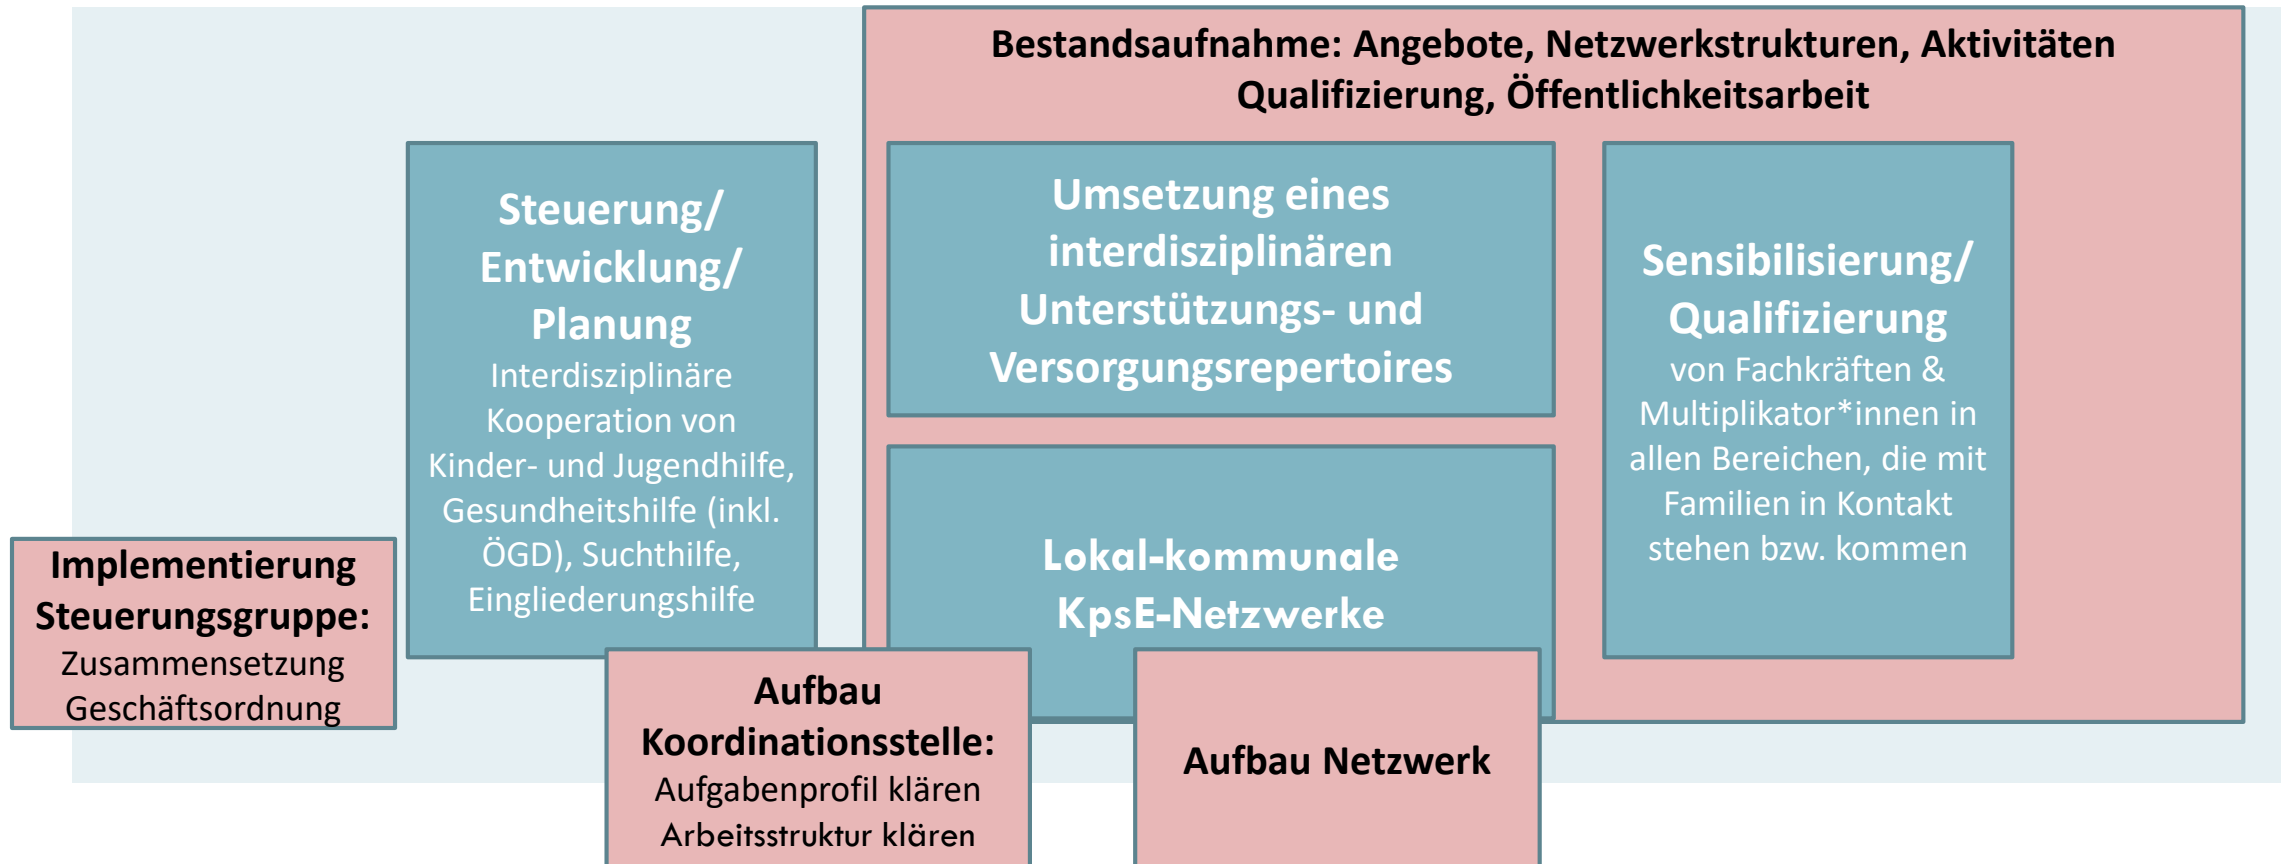 Bestandsaufnahme: Angebote, Netzwerkstrukturen, Aktivitäten
Qualifizierung, Öffentlichkeitsarbeit
Steuerung/
Entwicklung/
Planung
Interdisziplinäre
Kooperation von
Kinder- und Jugendhilfe,
Gesundheitshilfe (inkl.
ÖGD), Suchthilfe,
Eingliederungshilfe
Umsetzung eines
interdisziplinären
Unterstützungs- und
Versorgungsrepertoires
Sensibilisierung/
Qualifizierung
von Fachkräften &
Multiplikator*innen in
allen Bereichen, die mit
Familien in Kontakt
stehen bzw. kommen
Lokal-kommunale
KpsE-Netzwerke
Implementierung
Steuerungsgruppe:
Zusammensetzung
Geschäftsordnung
Aufbau
Koordinationsstelle:
Aufgabenprofil klären
Arbeitsstruktur klären
Aufbau Netzwerk